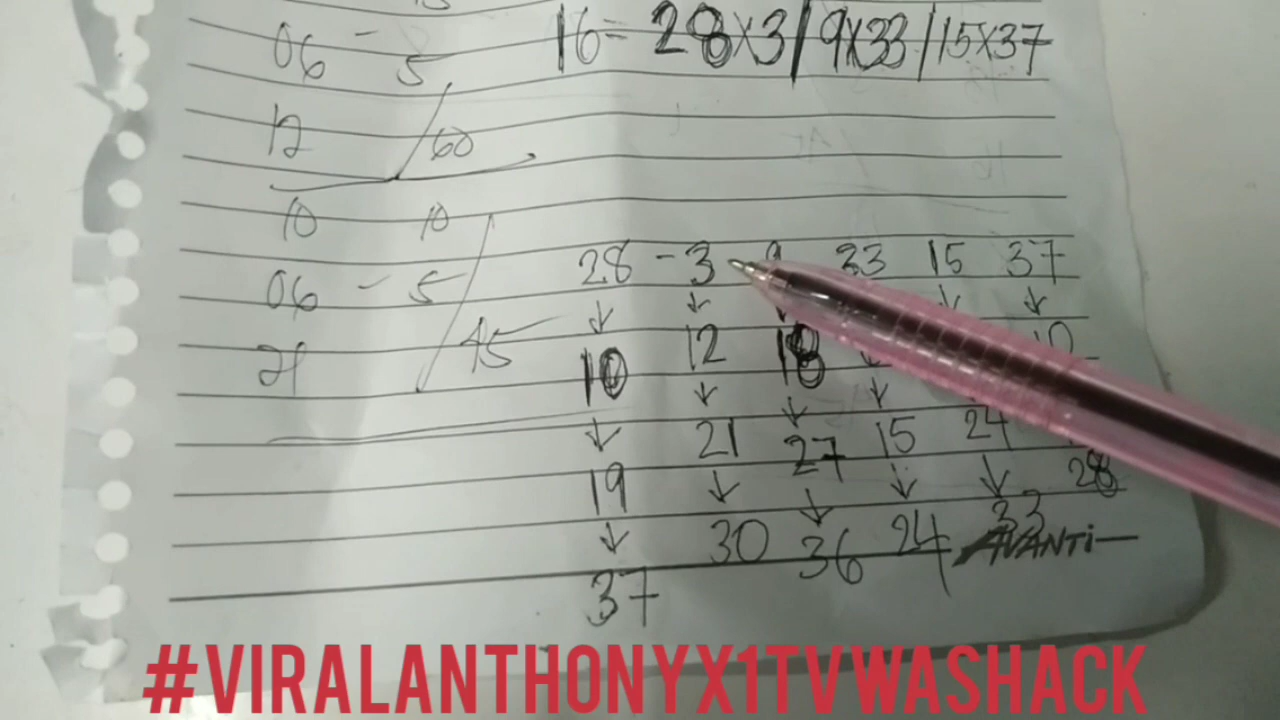 06 - 5
16 = 28x3/9x33/15x37
12 / 60
10 10
28 - 3 9 33 15 37
06 - 5
10 12 18 10
21 / 45
21 27 15 24
19 28
30 36 24 33
AVANTi
37
#VIRALANTHONYX1TVWASHACK